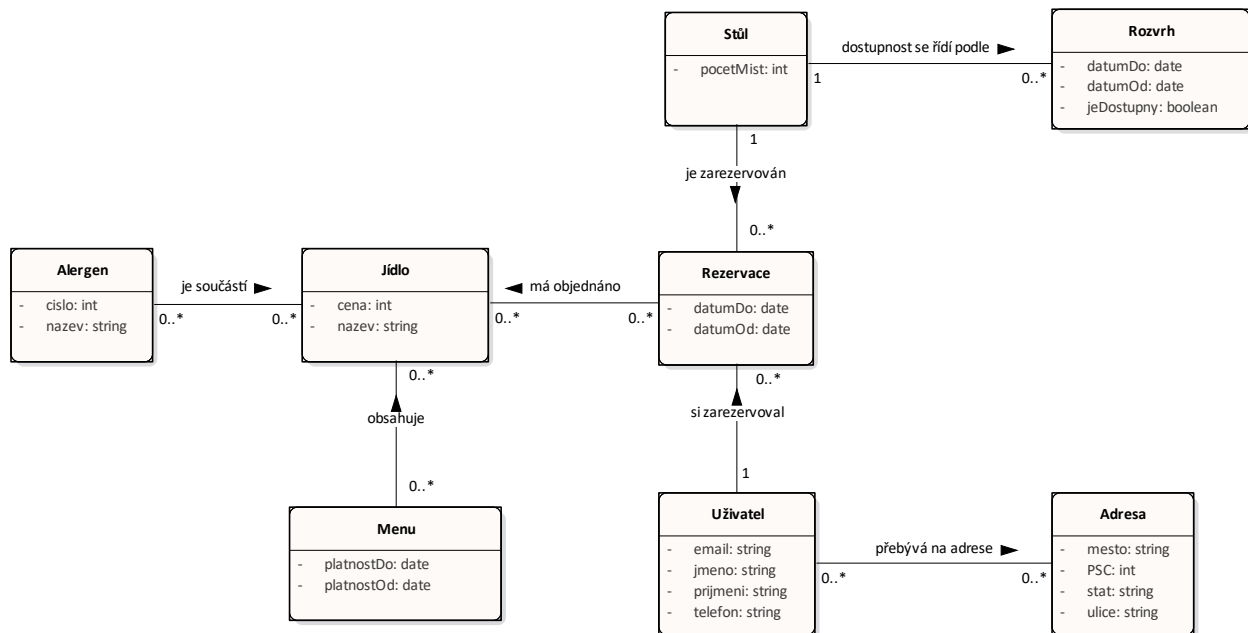 Stůl
- pocetMist: int
dostupnost se řídí podle
1
0..*
Rozvrh
- datumDo: date
- datumOd: date
- jeDostupny: boolean
1
je zarezervován
0..*
Alergen
- cislo: int
- nazev: string
je součástí
0..*
0..*
Jídlo
- cena: int
- nazev: string
má objednáno
0..*
0..*
Rezervace
- datumDo: date
- datumOd: date
0..*
obsahuje
0..*
0..*
si zarezervoval
1
Menu
- platnostDo: date
- platnostOd: date
Uživatel
- email: string
- jmeno: string
- prijmeni: string
- telefon: string
přebývá na adrese
0..*
0..*
Adresa
- mesto: string
- PSC: int
- stat: string
- ulice: string